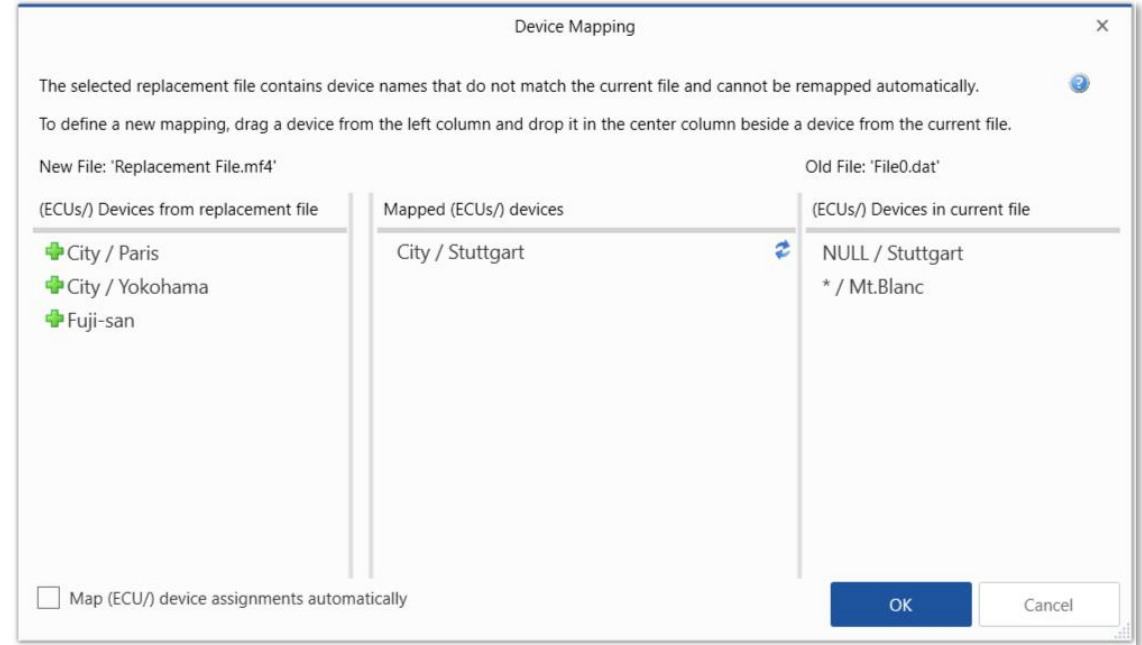 Device Mapping
The selected replacement file contains device names that do not match the current file and cannot be remapped automatically.
To define a new mapping, drag a device from the left column and drop it in the center column beside a device from the current file.
New File: 'Replacement File.mf4'
Old File: 'File0.dat'
(ECUs/) Devices from replacement file
Mapped (ECUs/) devices
(ECUs/) Devices in current file
City / Paris
City / Stuttgart
NULL / Stuttgart
City / Yokohama
* / Mt.Blanc
Fuji-san
Map (ECU/) device assignments automatically
OK
Cancel